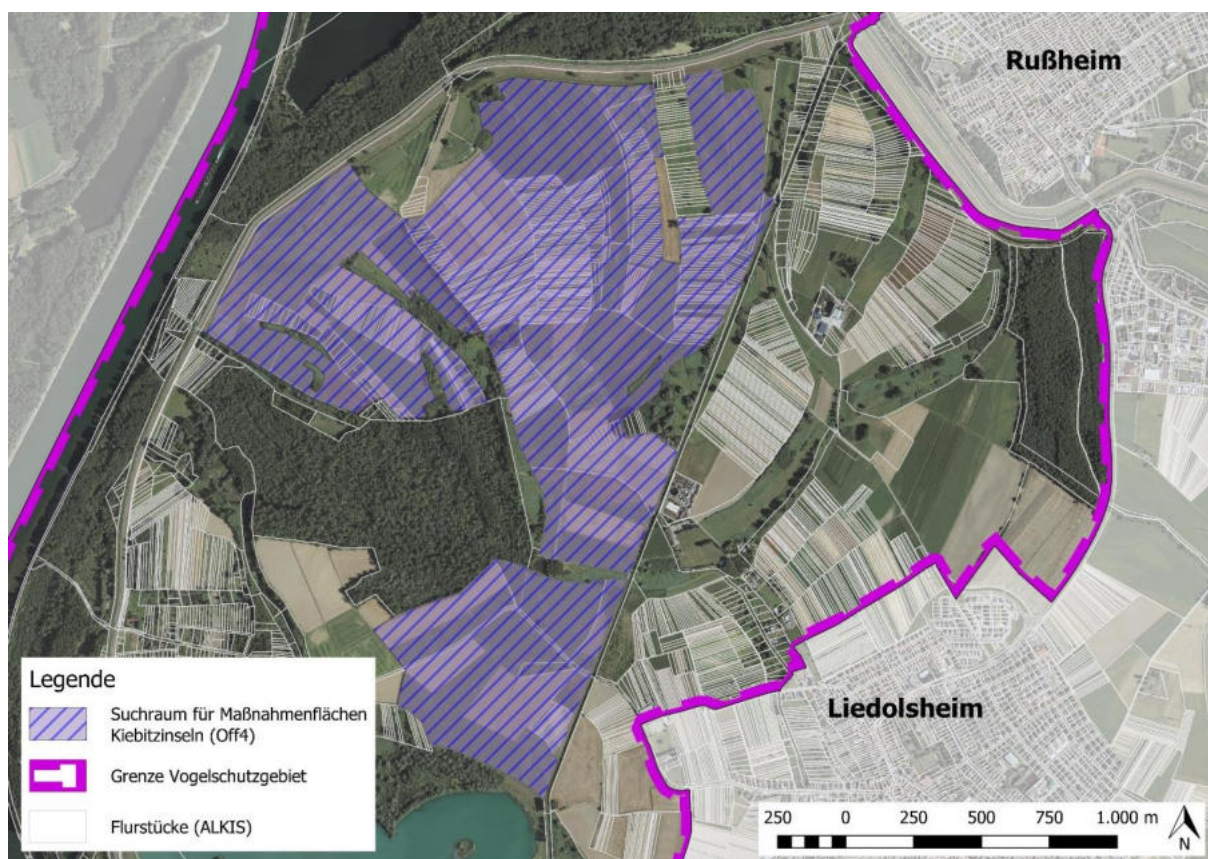 Rußheim
Liedolsheim
Legende
Suchraum für Maßnahmenflächen
Kiebitzinseln (Off4)
Grenze Vogelschutzgebiet
Flurstücke (ALKIS)
250 0 250 500 750 1.000 m
N